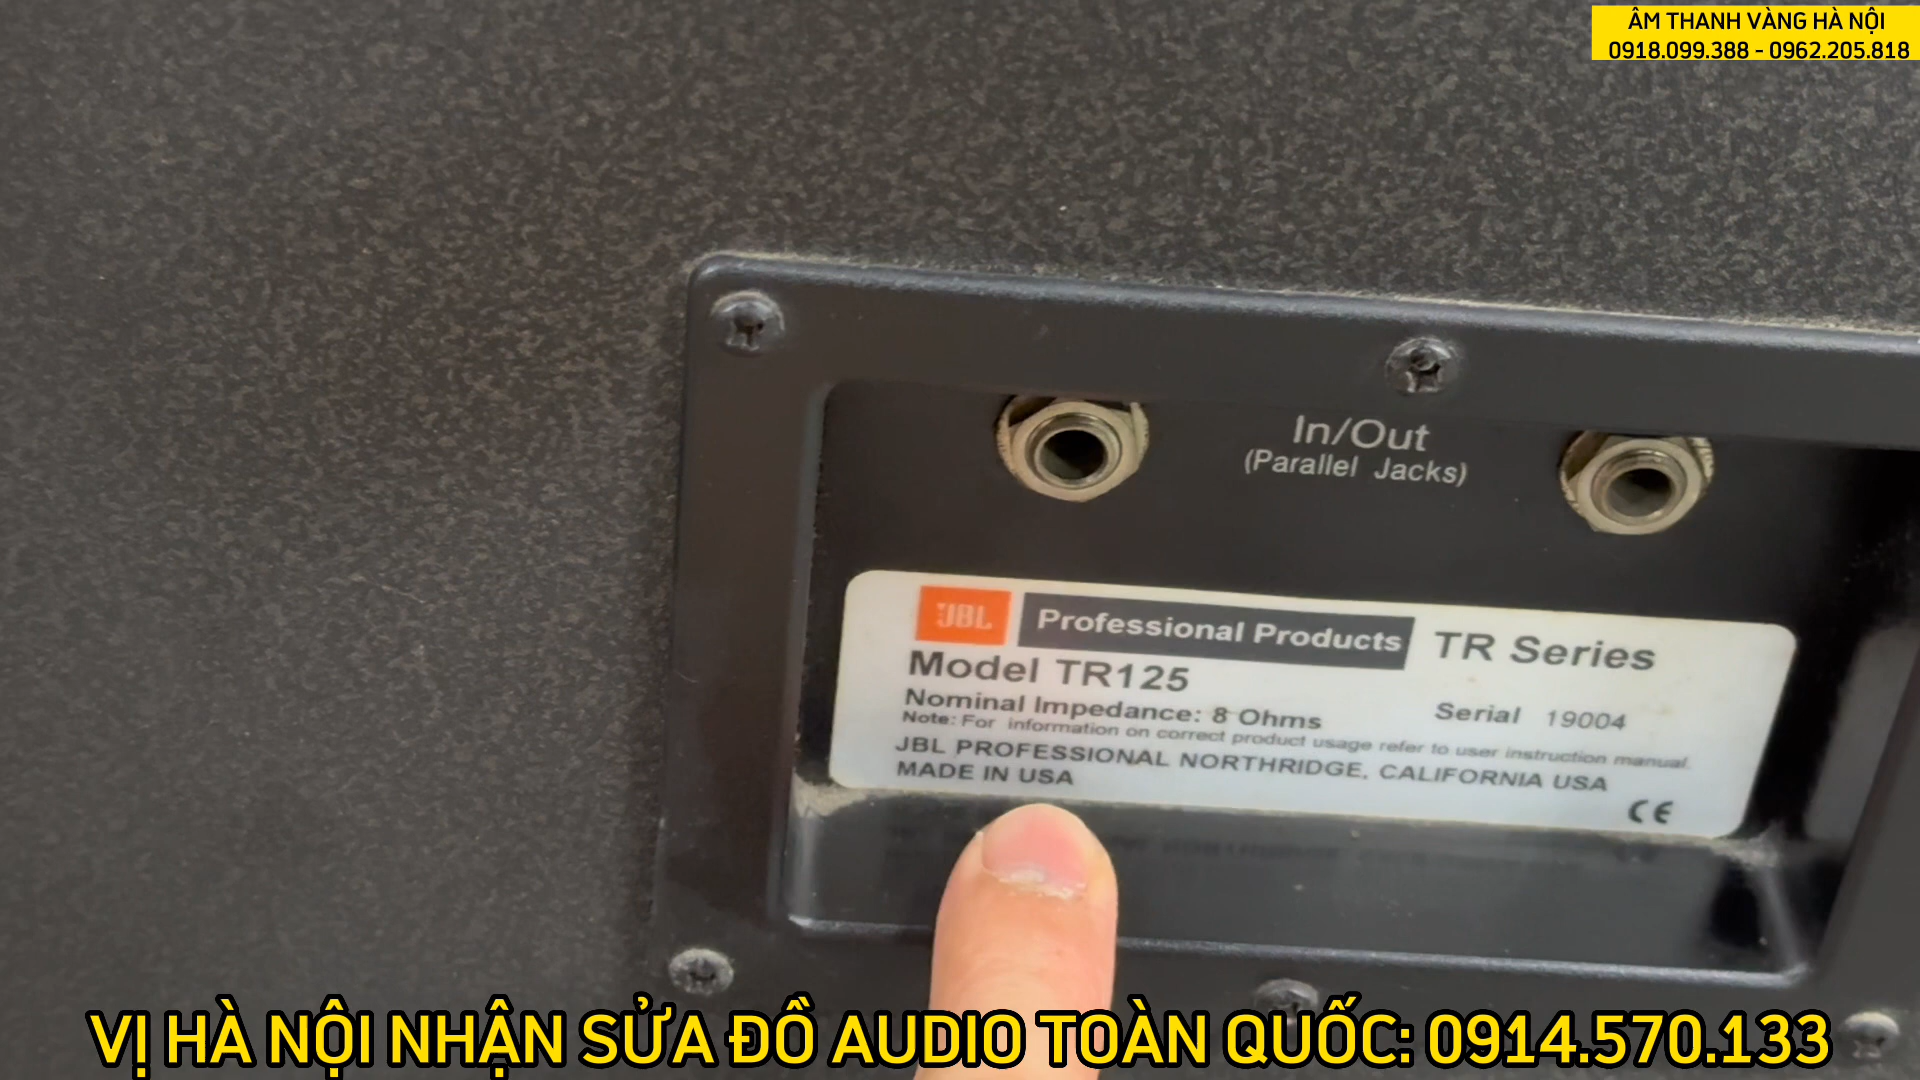 ÂM THANH VÀNG HÀ NỘI
0918.099.388 - 0962.205.818
In/Out
(Parallel Jacks)
JBL Professional Products TR Series
Model TR125
Nominal Impedance: 8 Ohms Serial 19004
Note: For information on correct product usage refer to user instruction manual.
JBL PROFESSIONAL NORTHRIDGE, CALIFORNIA USA
MADE IN USA
CE
VỊ HÀ NỘI NHẬN SỬA ĐỒ AUDIO TOÀN QUỐC: 0914.570.133